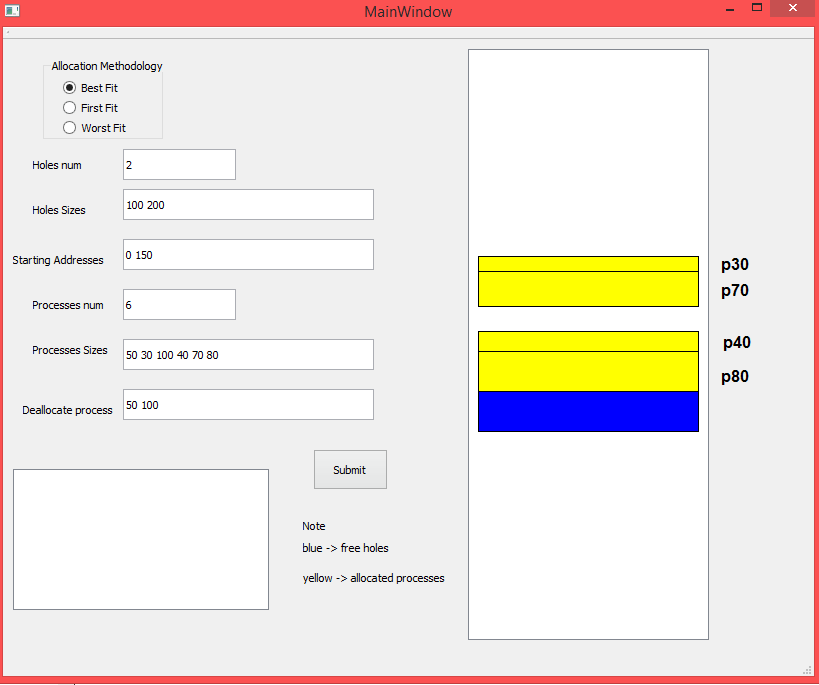 MainWindow
Allocation Methodology
Best Fit
First Fit
Worst Fit
Holes num
2
Holes Sizes
100 200
Starting Addresses
0 150
Processes num
6
Processes Sizes
50 30 100 40 70 80
Deallocate process
50 100
Submit
Note
blue -> free holes
yellow -> allocated processes
p30
p70
p40
p80